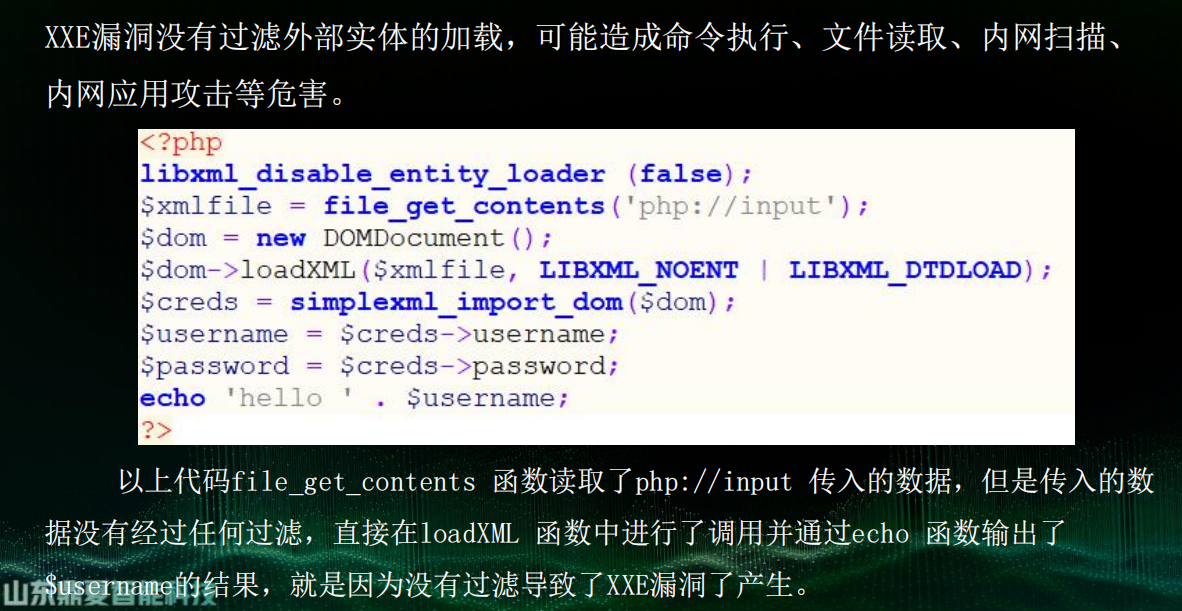 XXE漏洞没有过滤外部实体的加载，可能造成命令执行、文件读取、内网扫描、
内网应用攻击等危害。
<?php
libxml_disable_entity_loader (false);
$xmlfile = file_get_contents('php://input');
$dom = new DOMDocument();
$dom->loadXML($xmlfile, LIBXML_NOENT | LIBXML_DTDLOAD);
$creds = simplexml_import_dom($dom);
$username = $creds->username;
$password = $creds->password;
echo 'hello ' . $username;
?>
以上代码file_get_contents 函数读取了php://input 传入的数据，但是传入的数
据没有经过任何过滤，直接在loadXML 函数中进行了调用并通过echo 函数输出了
$username的结果，就是因为没有过滤导致了XXE漏洞了产生。
山东